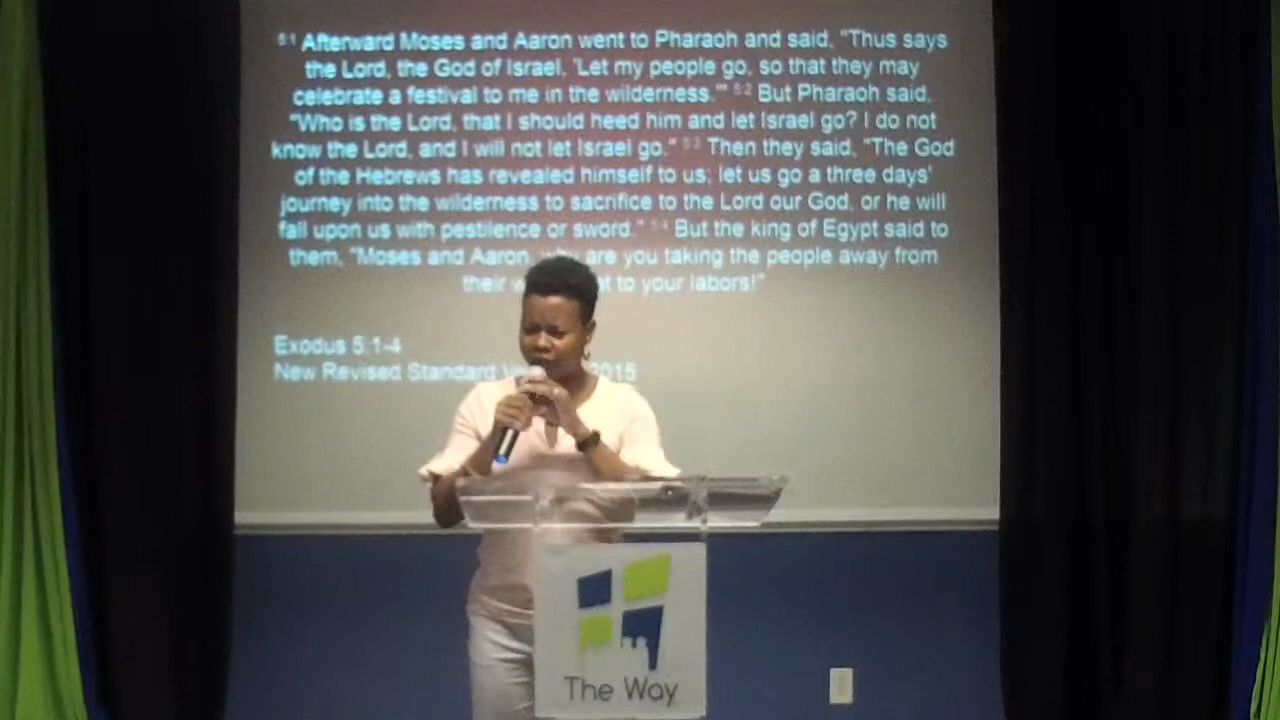 5:1 Afterward Moses and Aaron went to Pharaoh and said, "Thus says
the Lord, the God of Israel, 'Let my people go, so that they may
celebrate a festival to me in the wilderness.'" 5:2 But Pharaoh said,
"Who is the Lord, that I should heed him and let Israel go? I do not
know the Lord, and I will not let Israel go." 5:3 Then they said, "The God
of the Hebrews has revealed himself to us; let us go a three days'
journey into the wilderness to sacrifice to the Lord our God, or he will
fall upon us with pestilence or sword." 5:4 But the king of Egypt said to
them, "Moses and Aaron, are you taking the people away from
their to your labors!"
Exodus 5:1-4
New Revised Standard 2015
The Way